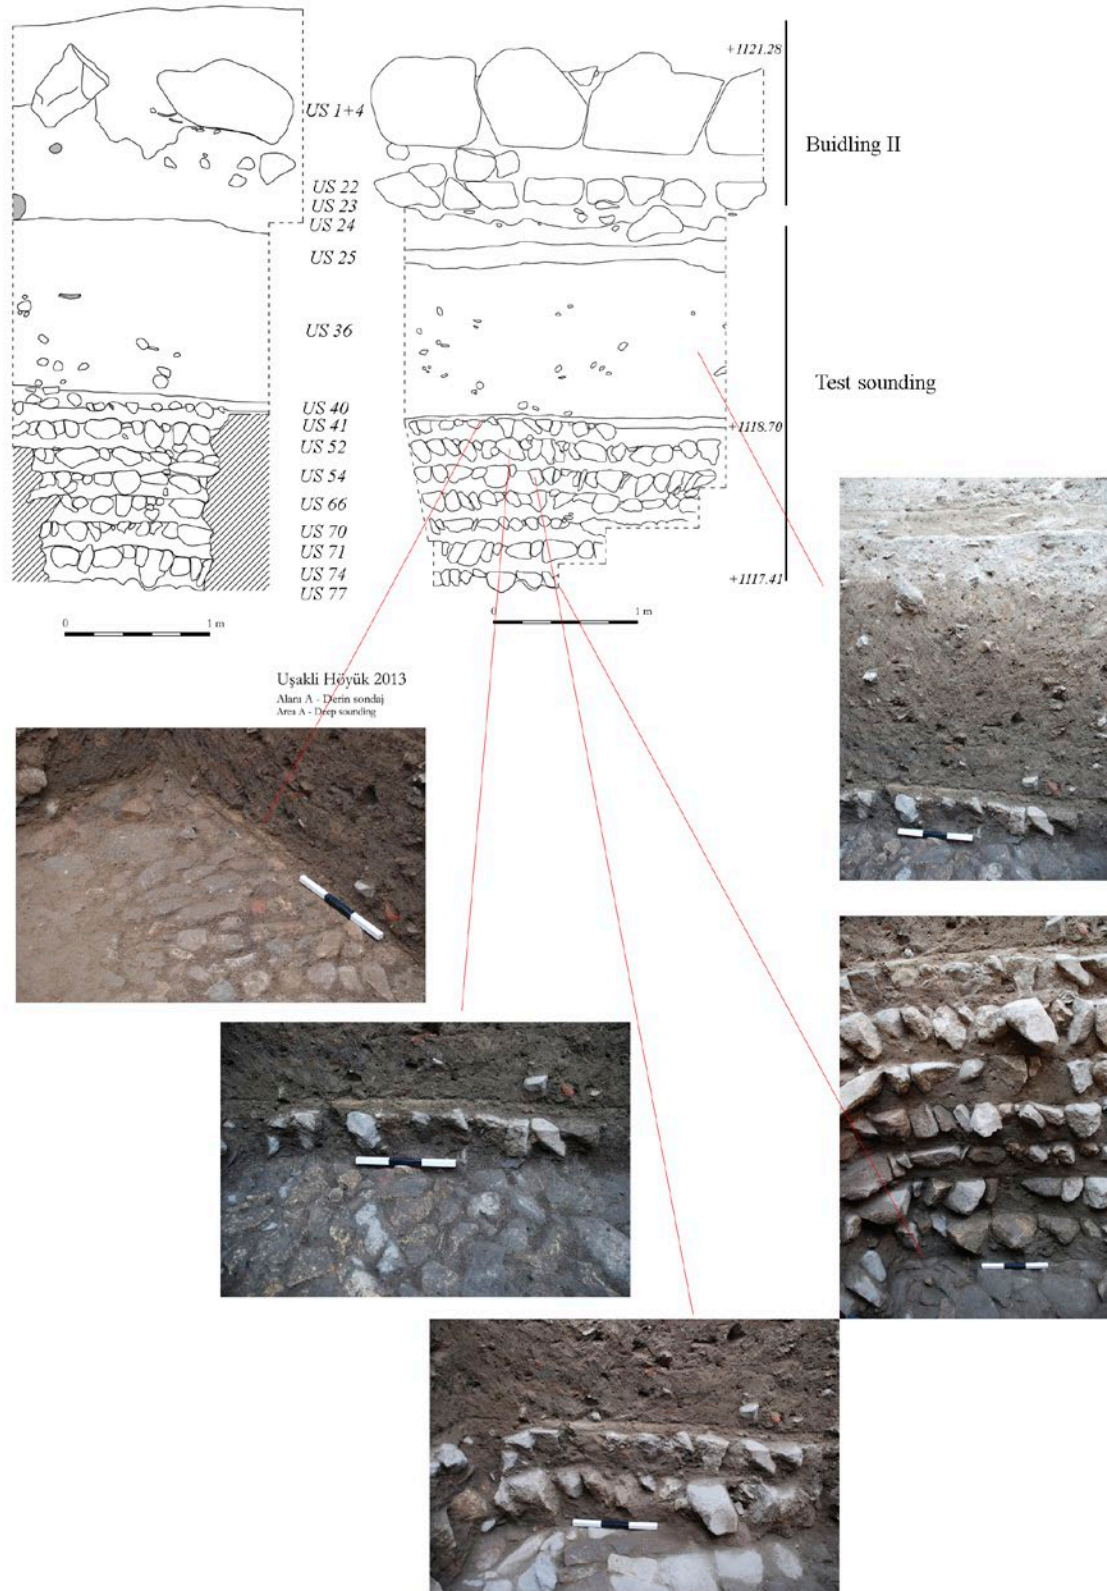 +1121.28
US 1+4
Buidling II
US 22
US 23
US 24
US 25
US 36
Test sounding
US 40
US 41
+1118.70
US 52
US 54
US 66
US 70
US 71
US 74
+1117.41
US 77
0 1 m
0 1 m
Uşakli Höyük 2013
Alanı A - Derin sondaj
Area A - Deep sounding